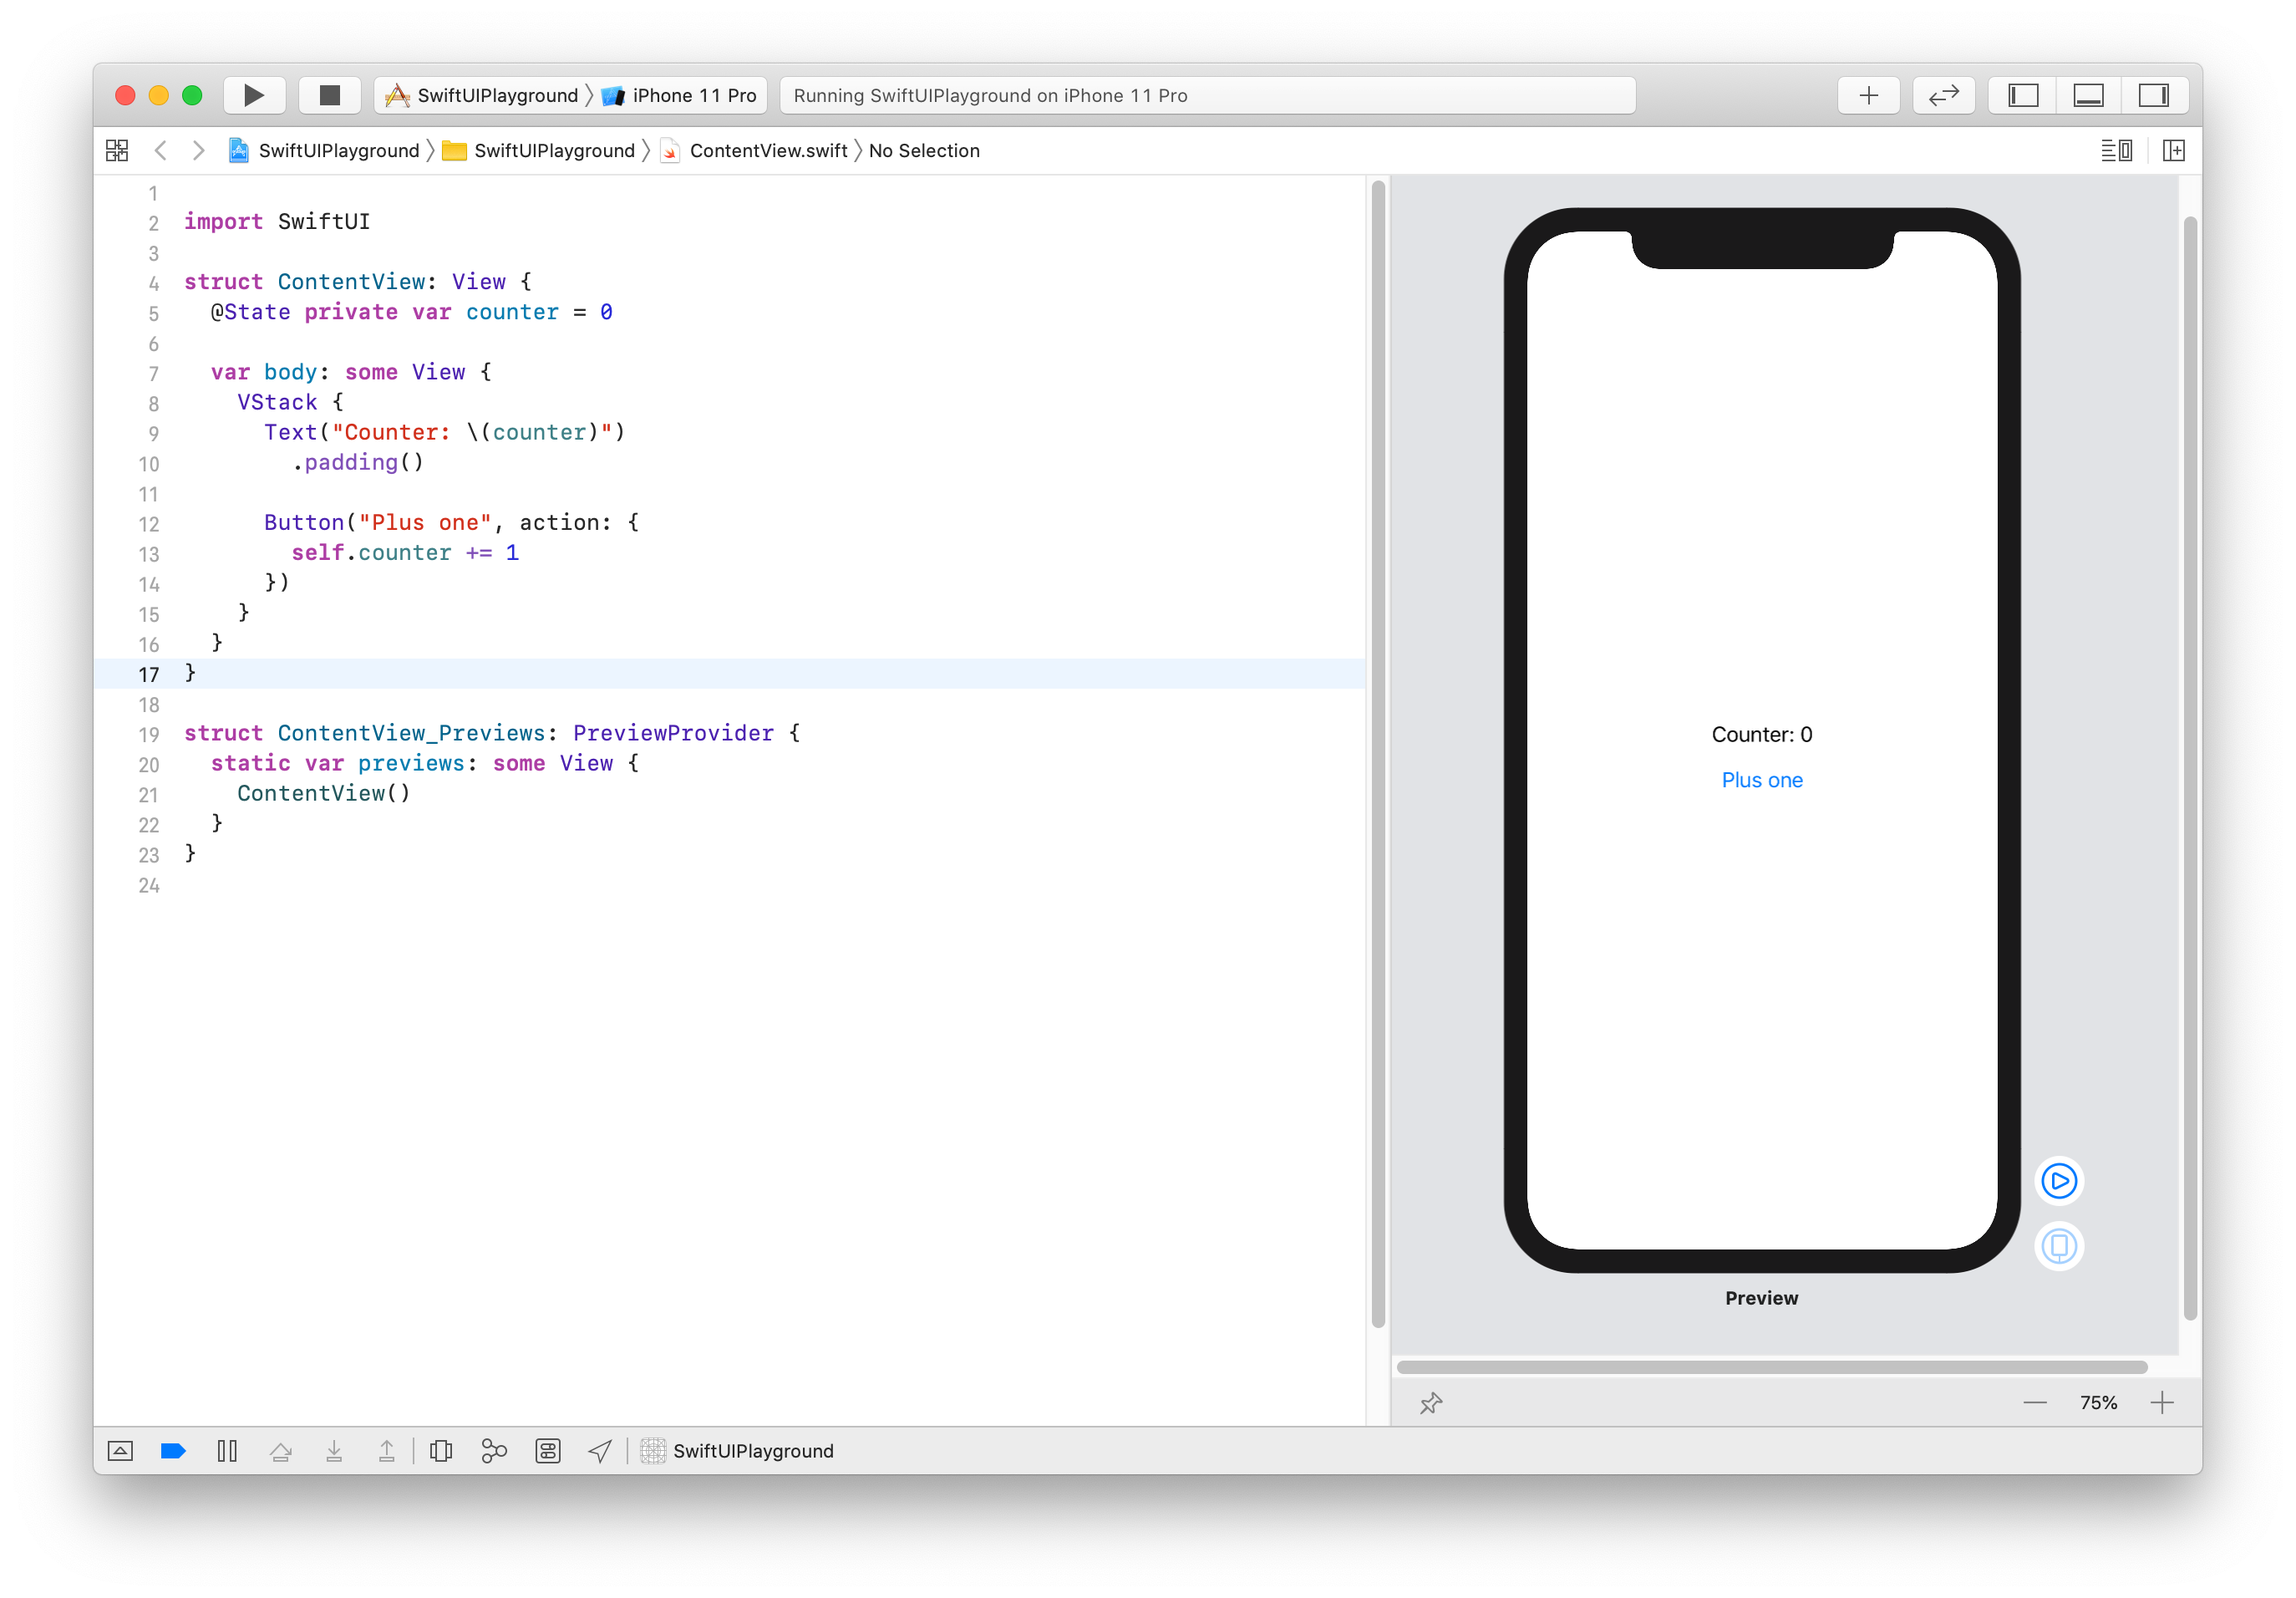 SwiftUIPlayground iPhone 11 Pro Running SwiftUIPlayground on iPhone 11 Pro
SwiftUIPlayground SwiftUIPlayground ContentView.swift No Selection
1
2 import SwiftUI
3
4 struct ContentView: View {
5 @State private var counter = 0
6
7 var body: some View {
8 VStack {
9 Text("Counter: \(counter)")
10 .padding()
11
12 Button("Plus one", action: {
13 self.counter += 1
14 })
15 }
16 }
17 }
18
19 struct ContentView_Previews: PreviewProvider {
20 static var previews: some View {
21 ContentView()
22 }
23 }
24
Counter: 0
Plus one
Preview
75%
SwiftUIPlayground